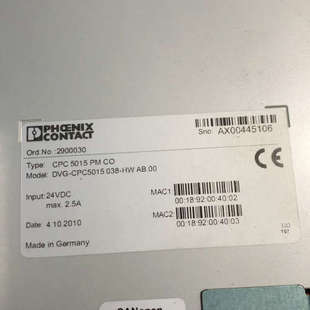 PHOENIX
CONTACT
Sno: AX00445106
Ord.No.:2900030
Type: CPC 5015 PM CO
Model: DVG-CPC5015 038-HW AB.00
Input:24VDC
max. 2.5A
MAC1:
00:18:92:00:40:02
MAC2:
00:18:92:00:40:03
Date: 4.10.2010
Made in Germany
CE
CANopen